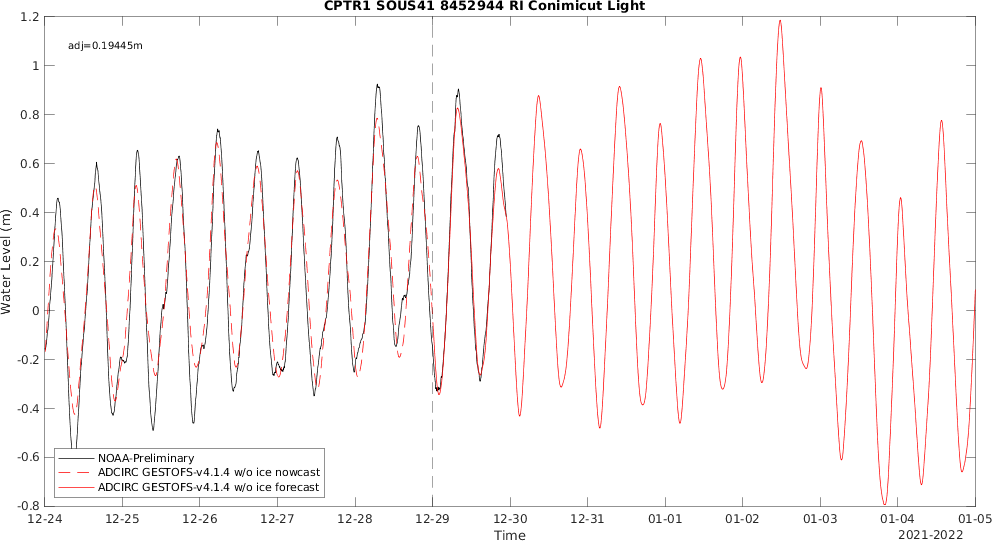 CPTR1 SOUS41 8452944 RI Conimicut Light
adj=0.19445m
1.2
1
0.8
0.6
0.4
0.2
0
-0.2
-0.4
-0.6
-0.8
Water Level (m)
NOAA-Preliminary
ADCIRC GESTOFS-v4.1.4 w/o ice nowcast
ADCIRC GESTOFS-v4.1.4 w/o ice forecast
12-24 12-25 12-26 12-27 12-28 12-29 12-30 12-31 01-01 01-02 01-03 01-04 01-05
Time
2021-2022